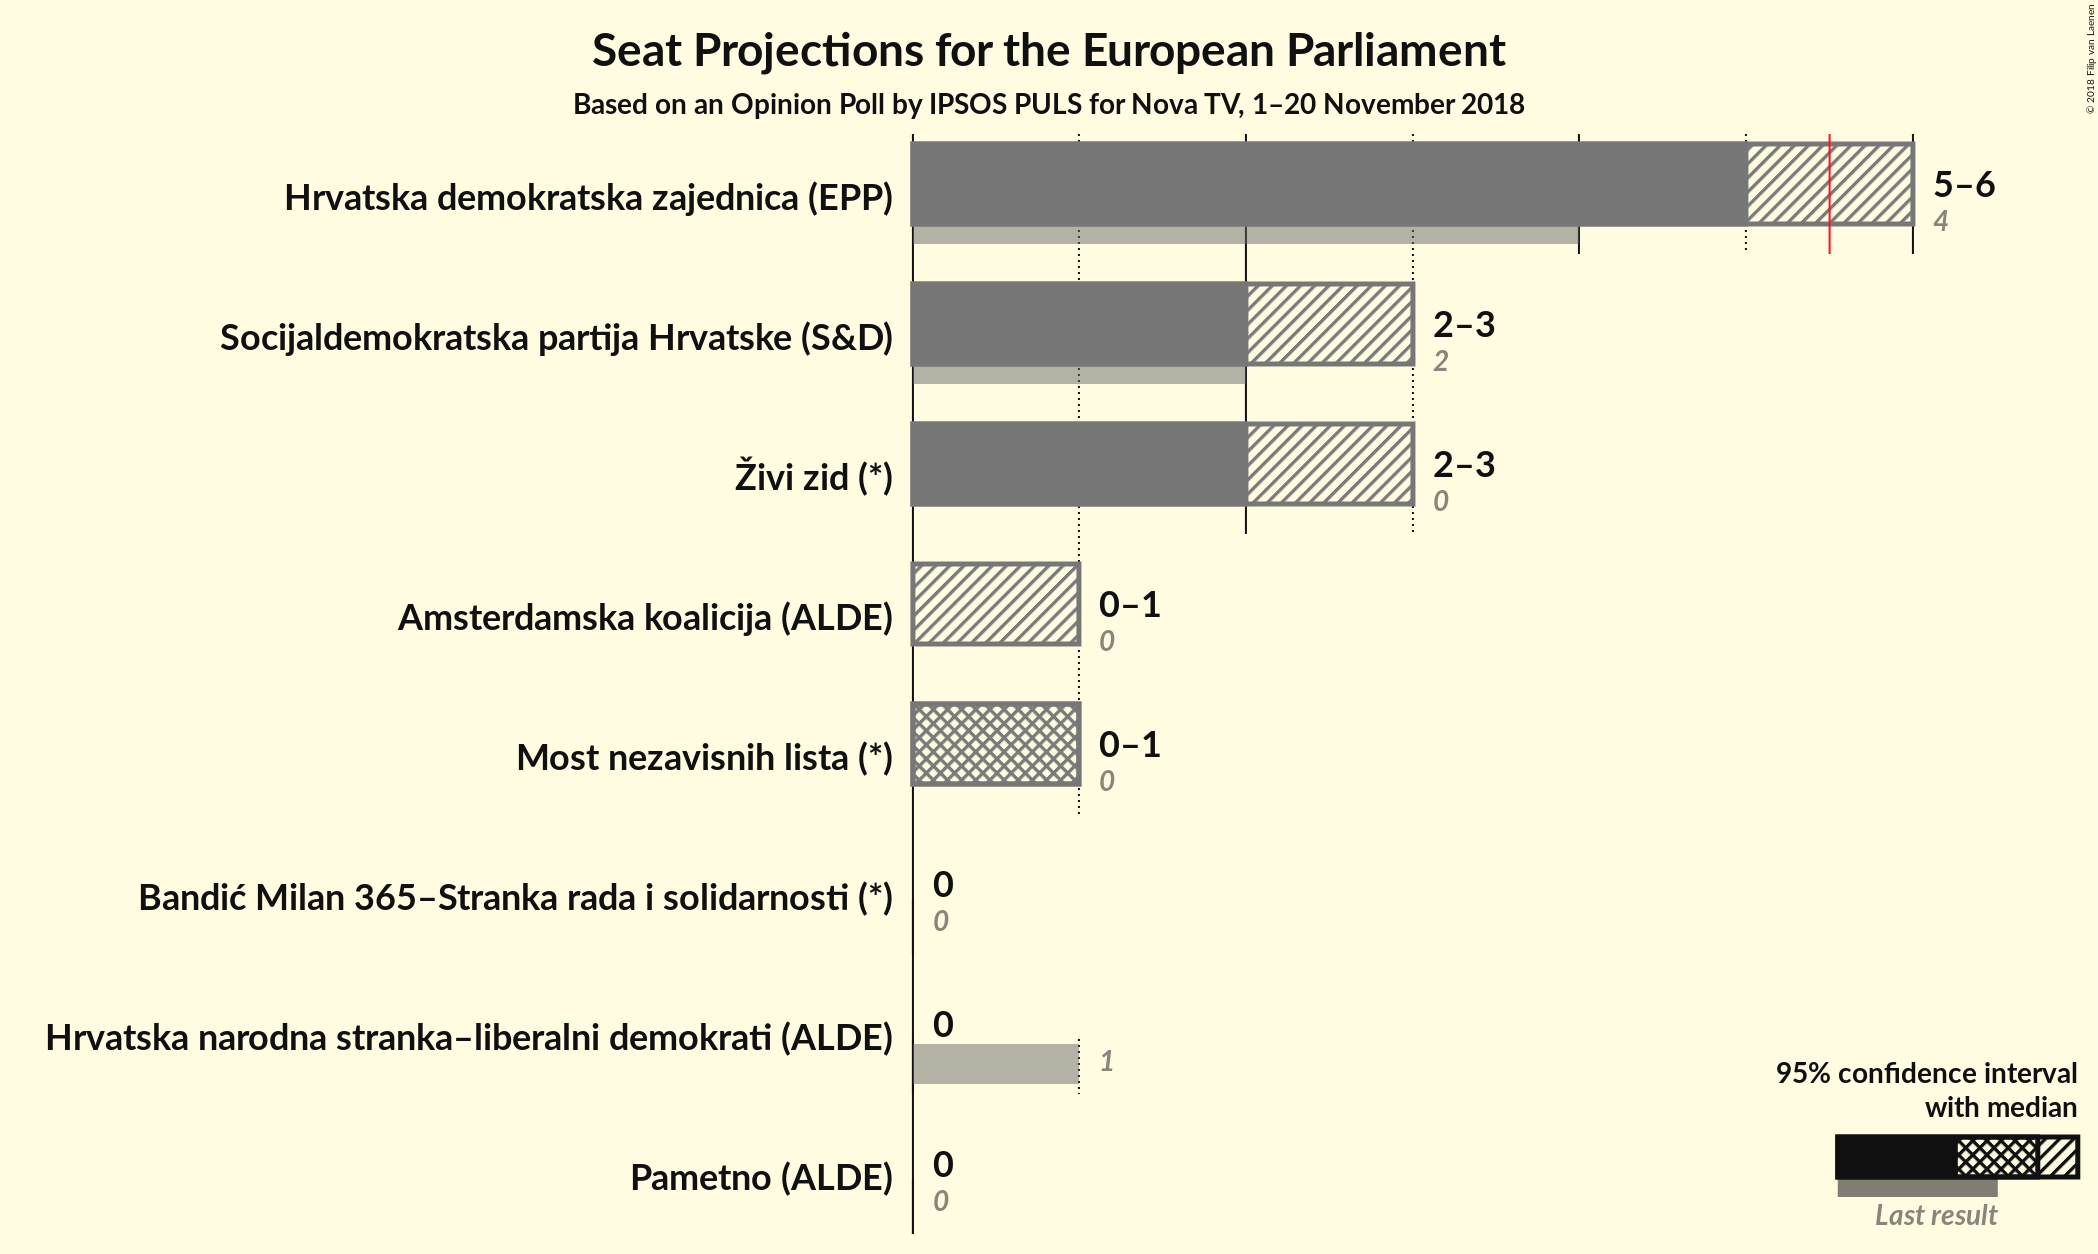 Seat Projections for the European Parliament
Based on an Opinion Poll by IPSOS PULS for Nova TV, 1–20 November 2018
© 2018 Filip van Laenen
Hrvatska demokratska zajednica (EPP)
5–6
4
Socijaldemokratska partija Hrvatske (S&D)
2–3
2
Živi zid (*)
2–3
0
Amsterdamska koalicija (ALDE)
0–1
0
Most nezavisnih lista (*)
0–1
0
Bandić Milan 365–Stranka rada i solidarnosti (*)
0
0
Hrvatska narodna stranka–liberalni demokrati (ALDE)
0
1
Pametno (ALDE)
0
0
95% confidence interval
with median
Last result